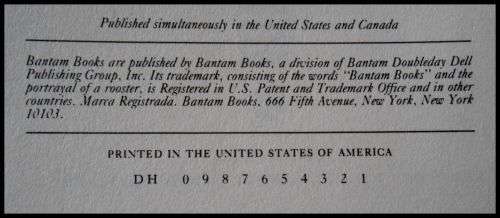 Published simultaneously in the United States and Canada
Bantam Books are published by Bantam Books, a division of Bantam Doubleday Dell
Publishing Group, Inc. Its trademark, consisting of the words "Bantam Books" and the
portrayal of a rooster, is Registered in U.S. Patent and Trademark Office and in other
countries. Marca Registrada. Bantam Books, 666 Fifth Avenue, New York, New York
10103.
PRINTED IN THE UNITED STATES OF AMERICA
DH 0 9 8 7 6 5 4 3 2 1